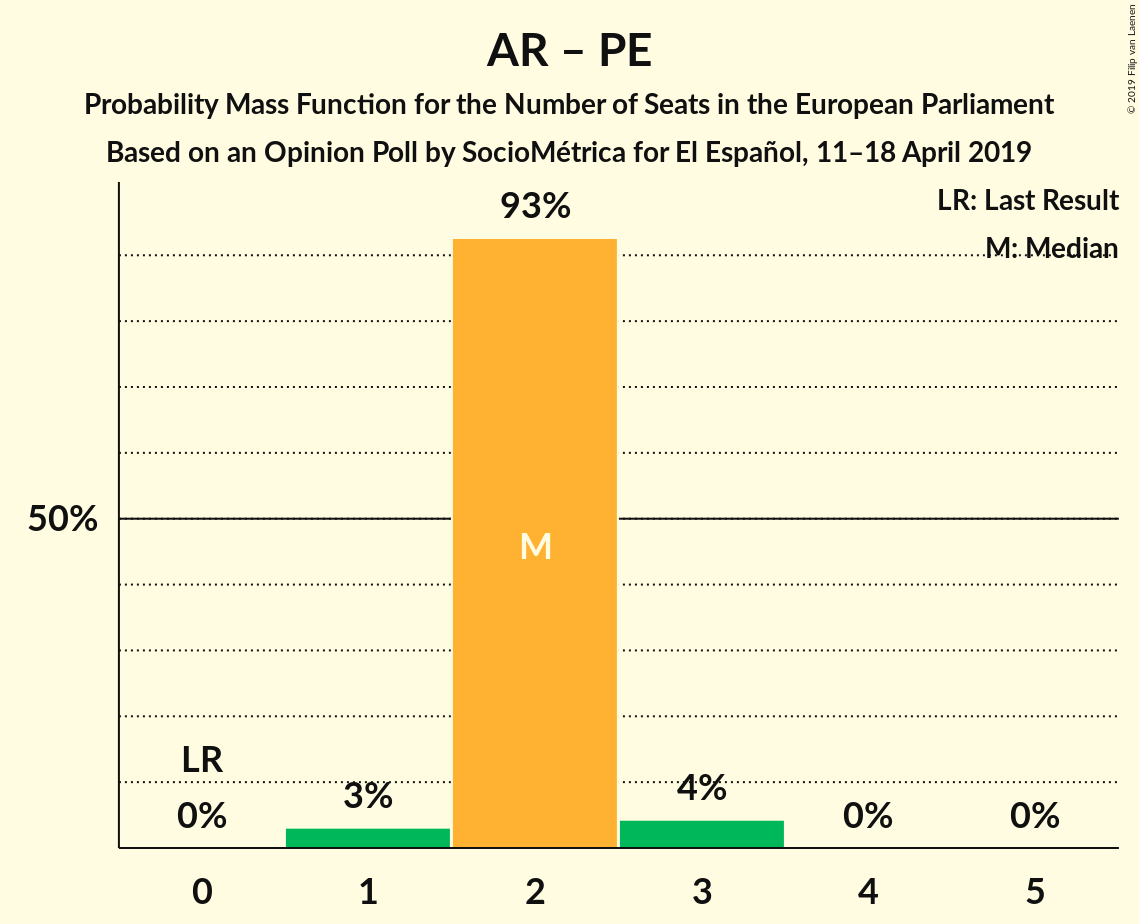 AR – PE
Probability Mass Function for the Number of Seats in the European Parliament
Based on an Opinion Poll by SocioMétrica for El Español, 11–18 April 2019
© 2019 Filip van Laenen
LR: Last Result
M: Median
93%
50%
M
LR
0%
3%
4%
0%
0%
0 1 2 3 4 5